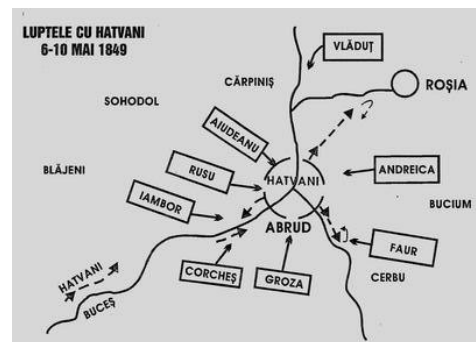 LUPTELE CU HATVANI
6-10 MAI 1849
VLĂDUȚ
CĂRPINIȘ
ROȘIA
SOHODOL
AIUDEANU
BLĂJENI
RUSU
HATVANI
ANDREICA
IAMBOR
BUCIUM
ABRUD
FAUR
CORCHEȘ
GROZA
CERBU
HATVANI
BUCEȘ